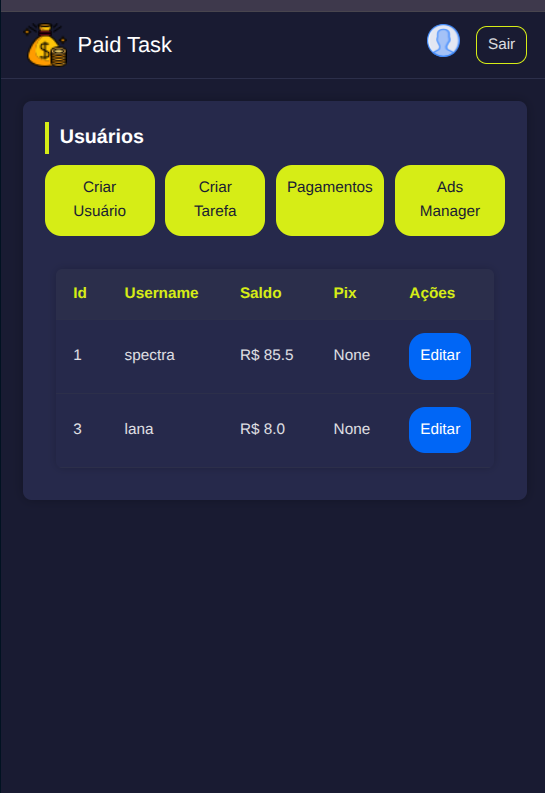 Paid Task
Sair
Usuários
Criar
Usuário
Criar
Tarefa
Pagamentos
Ads
Manager
Id Username Saldo Pix Ações
1 spectra R$ 85.5 None Editar
3 lana R$ 8.0 None Editar